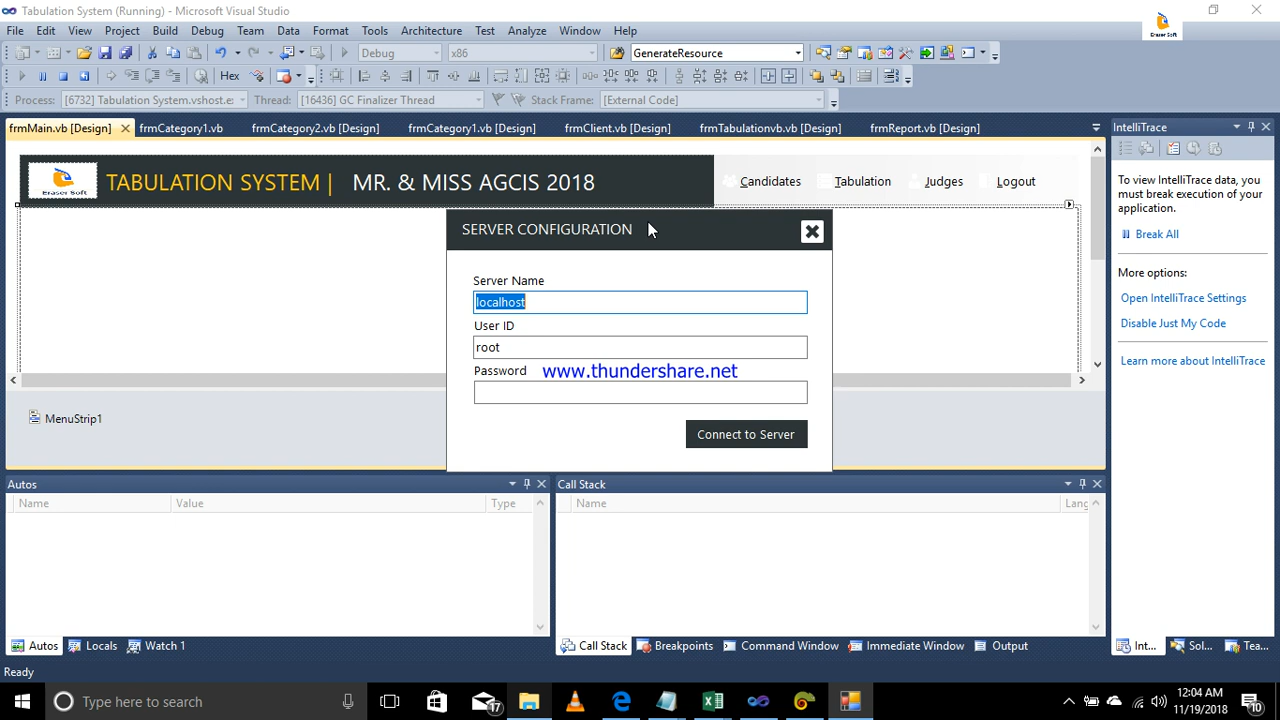 Tabulation System (Running) - Microsoft Visual Studio
File Edit View Project Build Debug Team Data Format Tools Architecture Test Analyze Window Help
Eraser Soft
Debug x86 GenerateResource
Hex
Process: [6732] Tabulation System.vshost.e: Thread: [16436] GC Finalizer Thread Stack Frame: [External Code]
frmMain.vb [Design] frmCategory1.vb frmCategory2.vb [Design] frmCategory1.vb [Design] frmClient.vb [Design] frmTabulationvb.vb [Design] frmReport.vb [Design]
Eraser Soft
TABULATION SYSTEM | MR. & MISS AGCIS 2018
Candidates Tabulation Judges Logout
SERVER CONFIGURATION
Server Name
localhost
User ID
root
Password
www.thundershare.net
Connect to Server
MenuStrip1
IntelliTrace
To view IntelliTrace data, you
must break execution of your
application.
Break All
More options:
Open IntelliTrace Settings
Disable Just My Code
Learn more about IntelliTrace
Autos
Name Value Type
Call Stack
Name Lang
Autos Locals Watch 1
Call Stack Breakpoints Command Window Immediate Window Output
Int... Sol... Tea...
Ready
Type here to search
17
12:04 AM
11/19/2018
10